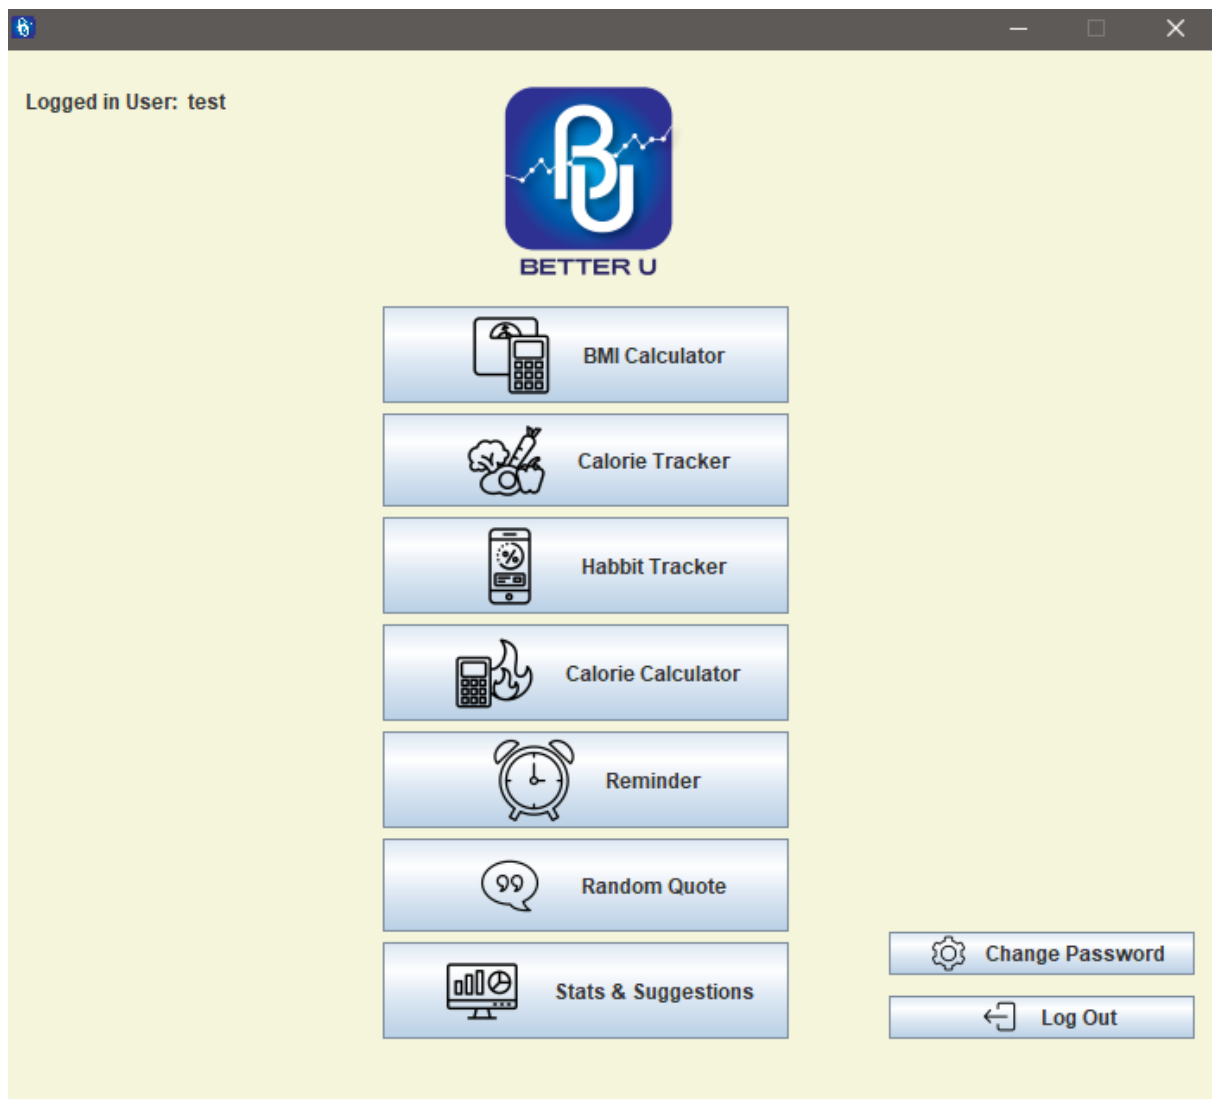 Logged in User: test
BU
BETTER U
BMI Calculator
Calorie Tracker
Habbit Tracker
Calorie Calculator
Reminder
Random Quote
Stats & Suggestions
Change Password
Log Out